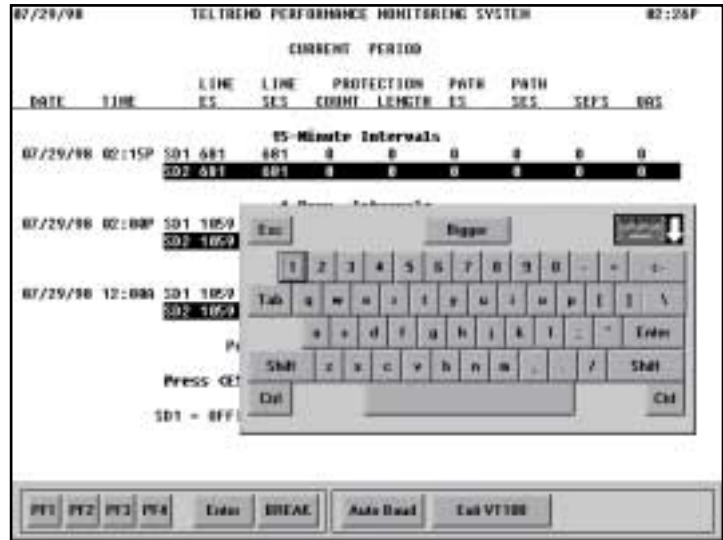 07/29/98 TELTREND PERFORMANCE MONITORING SYSTEM 02:26P
CURRENT PERIOD
LINE LINE PROTECTION PATH PATH
DATE TIME ES SES COUNT LENGTH ES SES SEFS UAS
15-Minute Intervals
07/29/98 02:15P SD1 681 681 0 0 0 0 0 0
SD2 681 681 0 0 0 0 0 0
Intervals
07/29/98 02:00P SD1 1059
SD2 1059
07/29/98 12:00A SD1 1059
SD2 1059
Press <ES
SD1 = OFF
Esc Bigger
1 2 3 4 5 6 7 8 9 0 - =
Tab q w e r t y u i o p [ ] \
a s d f g h j k l ; " Enter
Shift z x c v b n m , . / Shift
Ctrl Ctrl
PF1 PF2 PF3 PF4 Enter BREAK Auto Baud Exit VT100